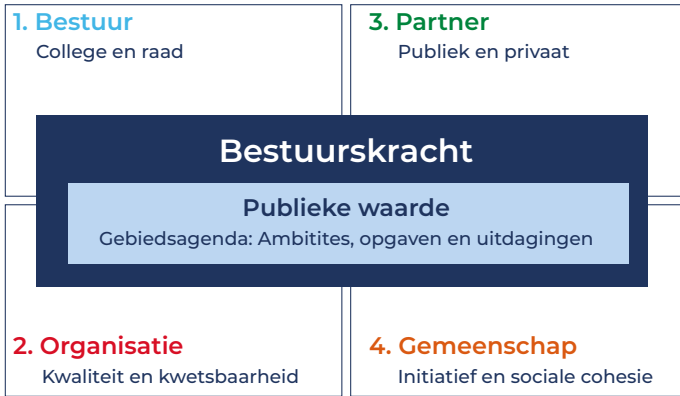 1. Bestuur
College en raad
3. Partner
Publiek en privaat
Bestuurskracht
Publieke waarde
Gebiedsagenda: Ambitites, opgaven en uitdagingen
2. Organisatie
Kwaliteit en kwetsbaarheid
4. Gemeenschap
Initiatief en sociale cohesie